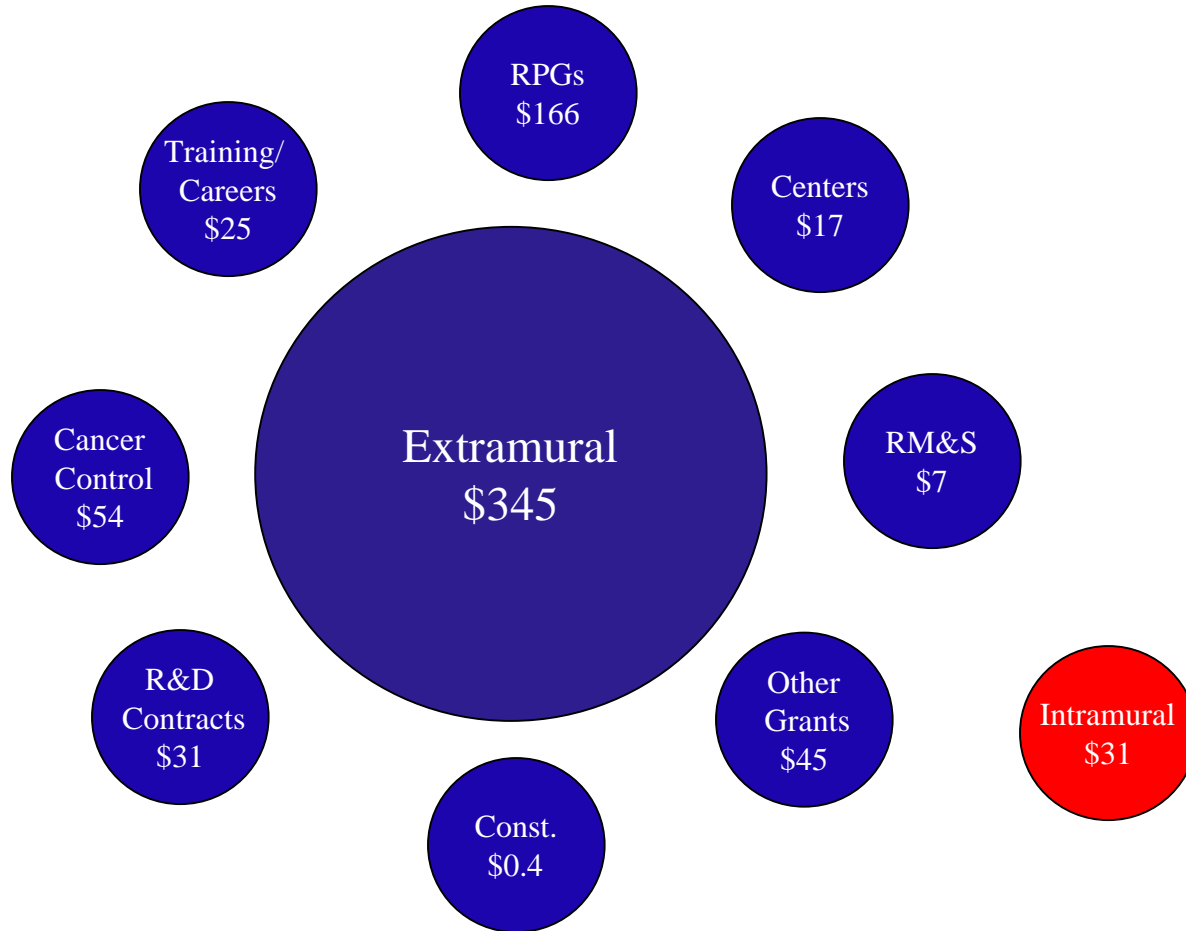 RPGs
$166
Training/
Careers
$25
Centers
$17
Extramural
$345
Cancer
Control
$54
RM&S
$7
R&D
Contracts
$31
Other
Grants
$45
Intramural
$31
Const.
$0.4